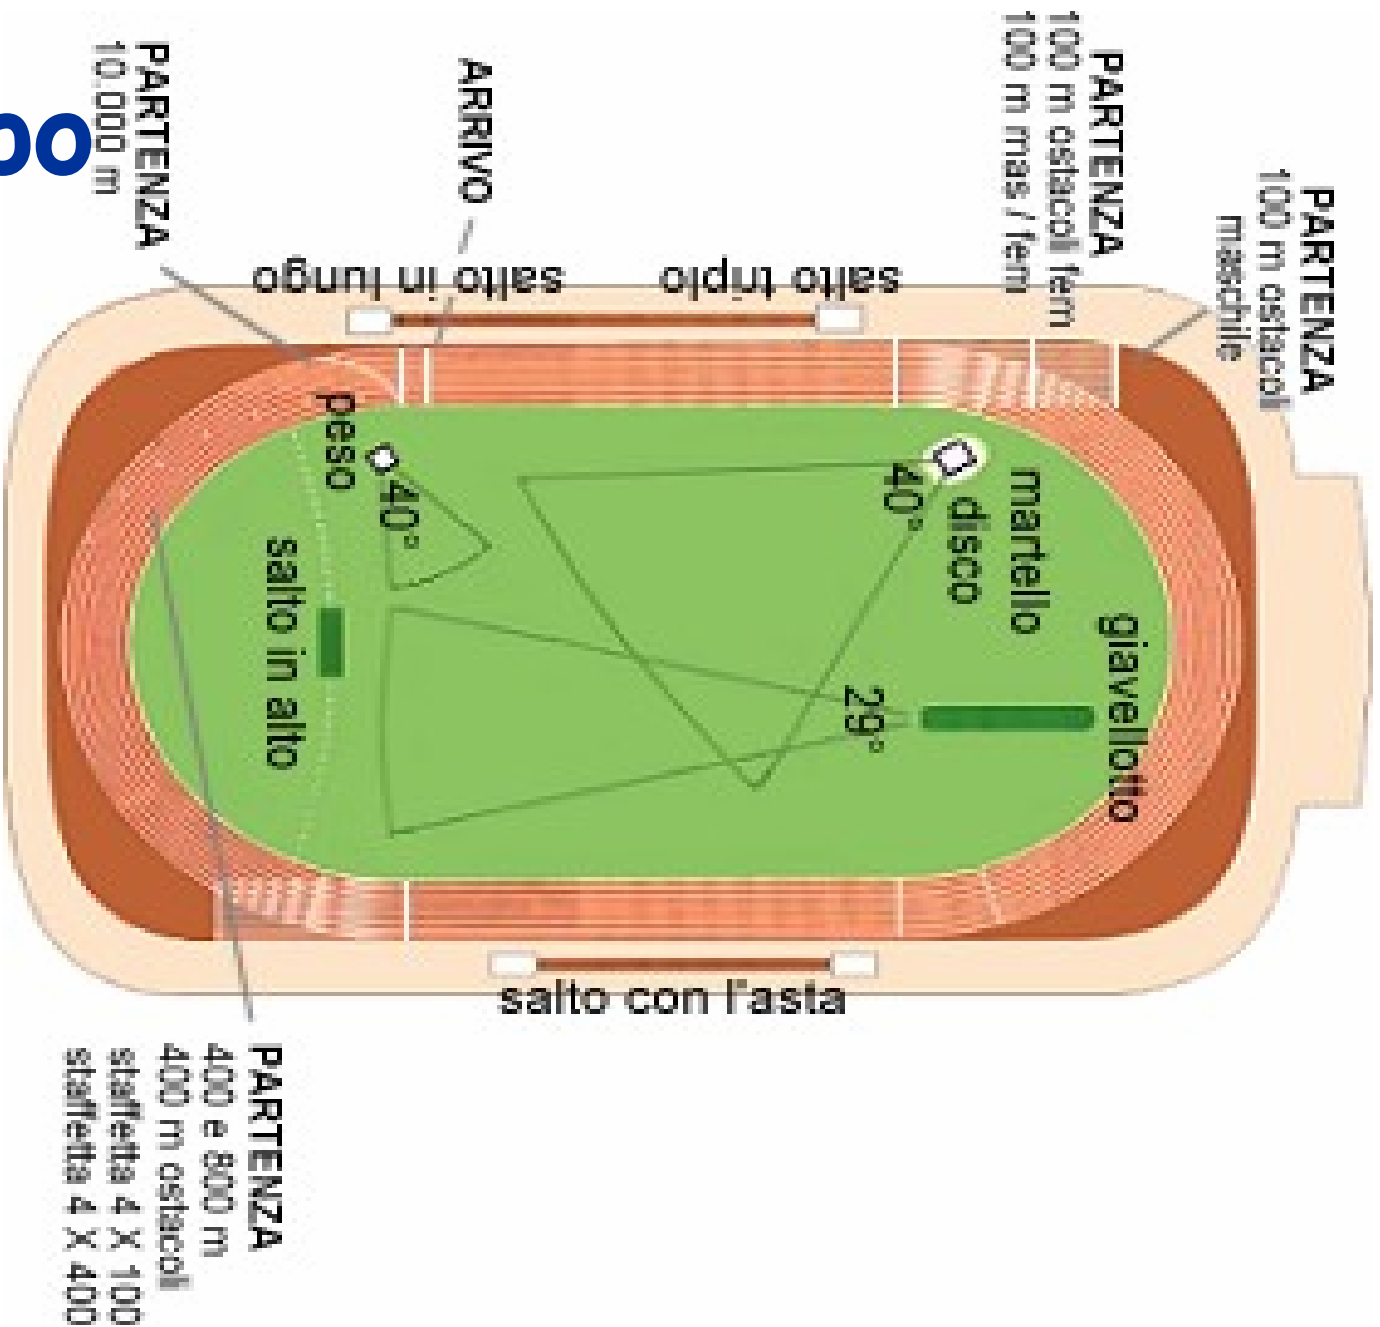 po
PARTENZA
10.000 m
ARRIVO
PARTENZA
100 m ostacoli fem
100 m mas / fem
PARTENZA
100 m ostacoli
maschile
salto in lungo
salto triplo
peso
40°
40°
disco
martello
salto in alto
29°
giavellotto
salto con l'asta
PARTENZA
400 e 800 m
400 m ostacoli
staffetta 4 X 100
staffetta 4 X 400